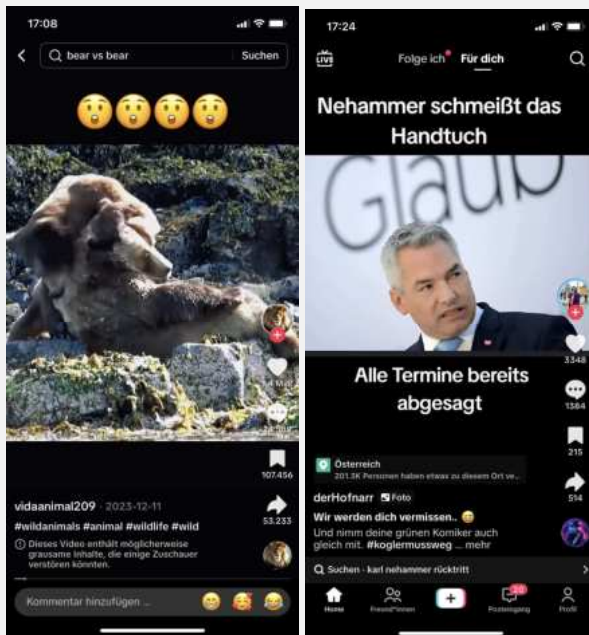 17:08
bear vs bear
Suchen
107.456
vidaanimal209 · 2023-12-11
53.233
#wildanimals #animal #wildlife #wild
Dieses Video enthält möglicherweise
grausame Inhalte, die einige Zuschauer
verstören könnten.
Kommentar hinzufügen ...
17:24
LIVE
Folge ich
Für dich
Nehammer schmeißt das
Handtuch
Glaub
3348
Alle Termine bereits
abgesagt
1384
215
Österreich
201.3K Personen haben etwas zu diesem Ort ve...
514
derHofnarr
Foto
Wir werden dich vermissen..
Und nimm deine grünen Komiker auch
gleich mit. #koglermussweg ... mehr
Suchen · karl nehammer rücktritt
20
Home
Freund*innen
Posteingang
Profil